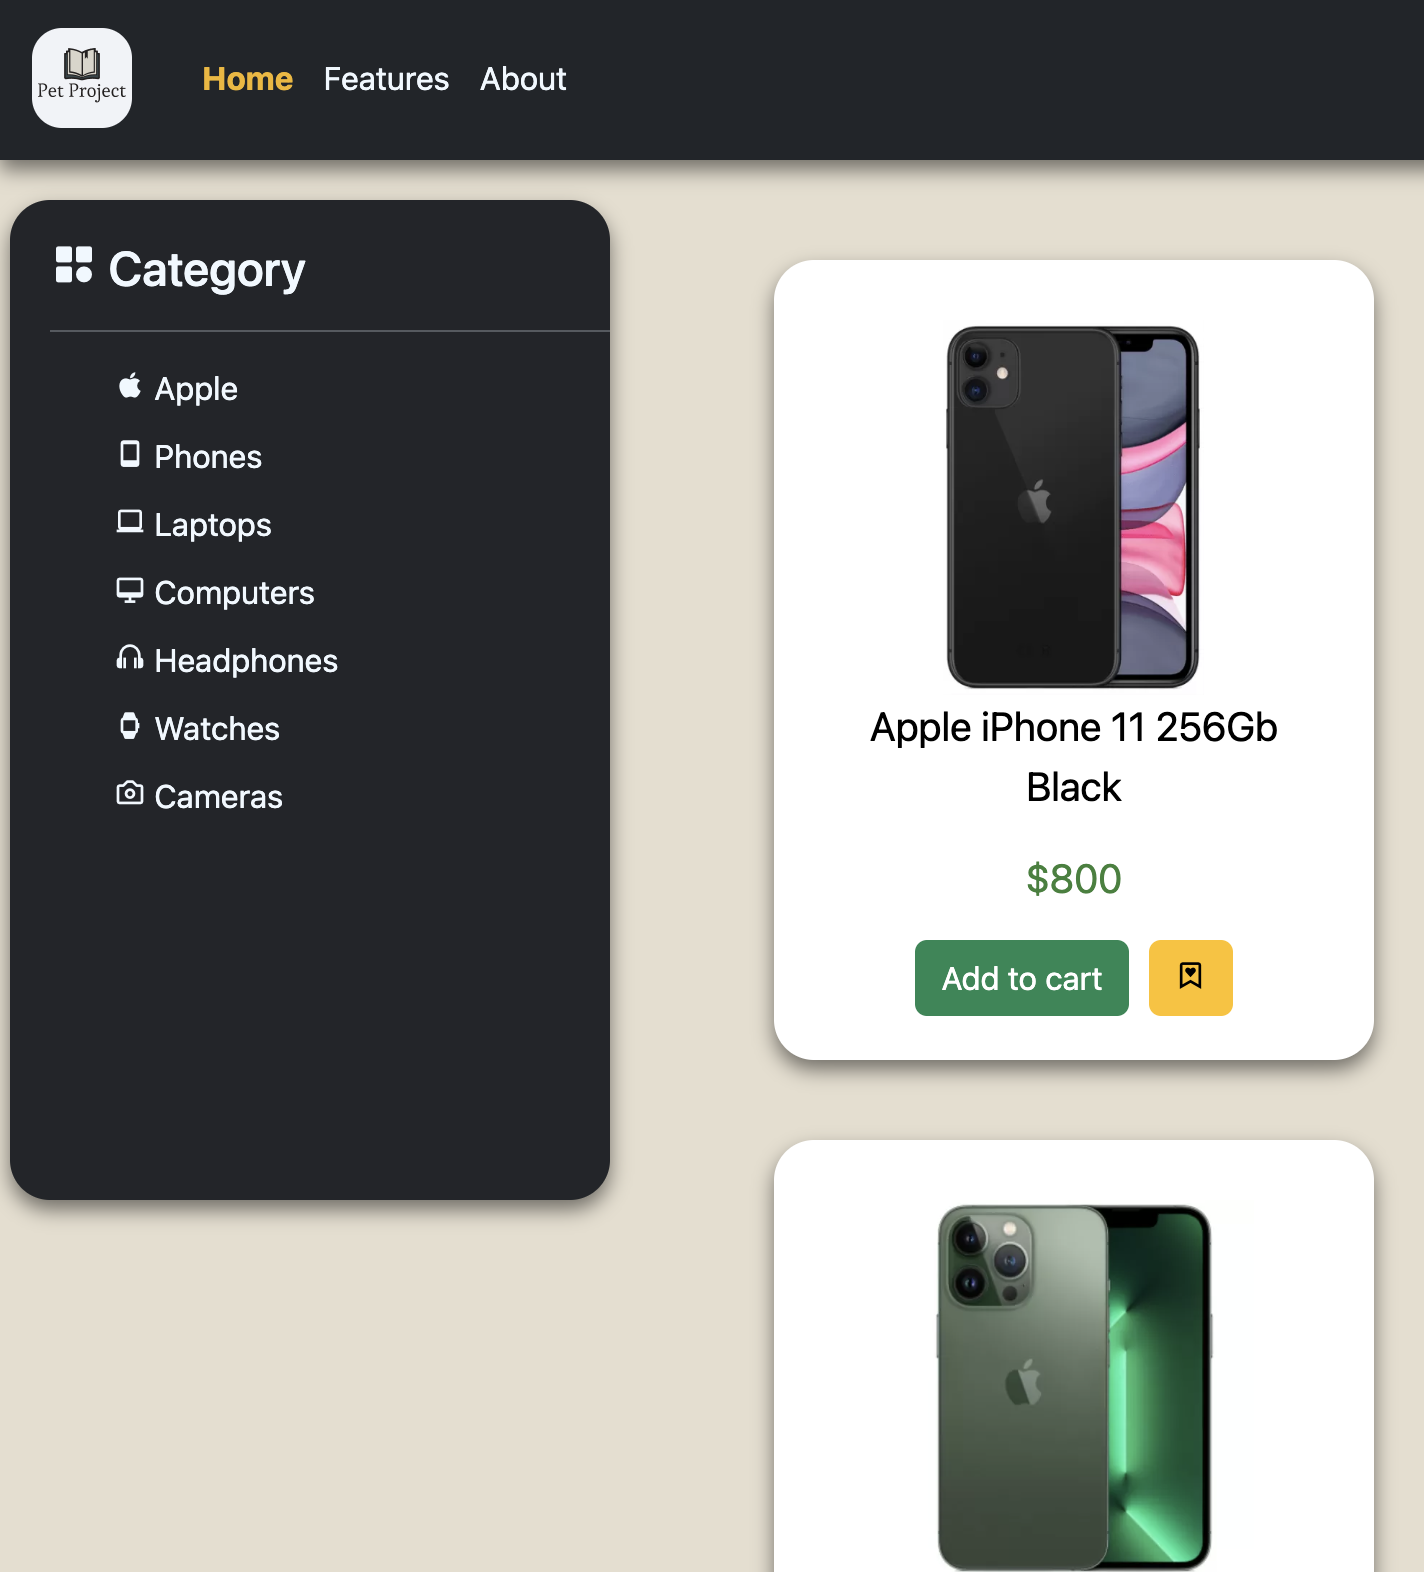 Pet Project
Home Features About
Category
Apple
Phones
Laptops
Computers
Headphones
Watches
Cameras
Apple iPhone 11 256Gb
Black
$800
Add to cart